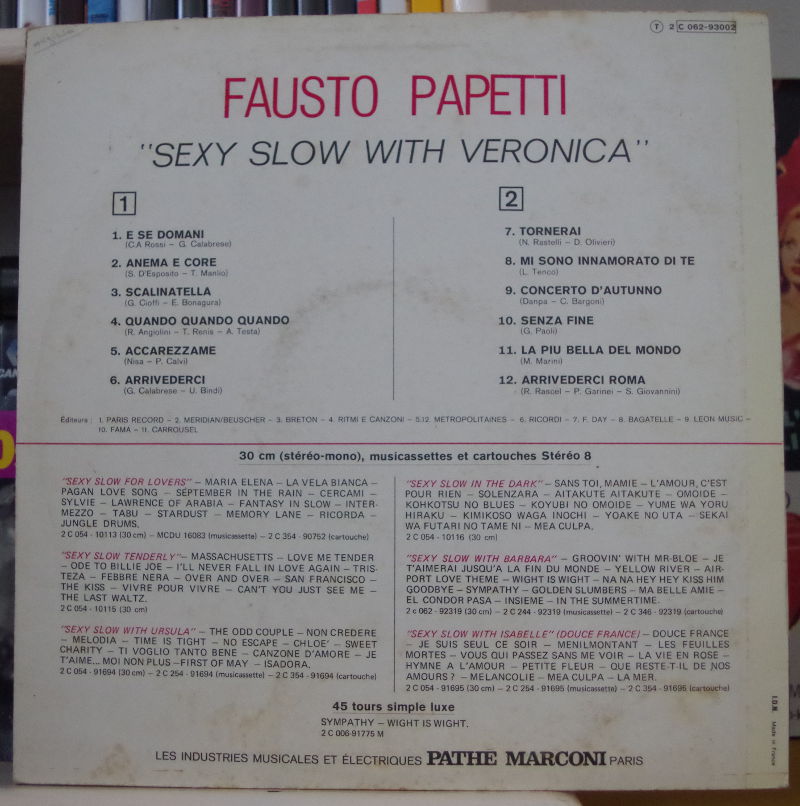 Ⓣ 2 C 062-93002
FAUSTO PAPETTI
"SEXY SLOW WITH VERONICA"
1
1. E SE DOMANI
(C.A Rossi – G. Calabrese)
2. ANEMA E CORE
(S. D'Esposito – T. Manlio)
3. SCALINATELLA
(G. Cioffi – E. Bonagura)
4. QUANDO QUANDO QUANDO
(R. Angiolini – T. Renis – A. Testa)
5. ACCAREZZAME
(Nisa – P. Calvi)
6. ARRIVEDERCI
(G. Calabrese – U. Bindi)
2
7. TORNERAI
(N. Rastelli – D. Olivieri)
8. MI SONO INNAMORATO DI TE
(L. Tenco)
9. CONCERTO D'AUTUNNO
(Danpa – C. Bargoni)
10. SENZA FINE
(G. Paoli)
11. LA PIU BELLA DEL MONDO
(M. Marini)
12. ARRIVEDERCI ROMA
(R. Rascel – P. Garinei – S. Giovannini)
Éditeurs : 1. PARIS RECORD – 2. MERIDIAN/BEUSCHER – 3. BRETON – 4. RITMI E CANZONI – 5.12. METROPOLITAINES – 6. RICORDI – 7. F. DAY – 8. BAGATELLE – 9. LEON MUSIC –
10. FAMA – 11. CARROUSEL
30 cm (stéréo-mono), musicassettes et cartouches Stéréo 8
"SEXY SLOW FOR LOVERS" – MARIA ELENA – LA VELA BIANCA –
PAGAN LOVE SONG – SEPTEMBER IN THE RAIN – CERCAMI –
SYLVIE – LAWRENCE OF ARABIA – FANTASY IN SLOW – INTER-
MEZZO – TABU – STARDUST – MEMORY LANE – RICORDA –
JUNGLE DRUMS.
2 C 054 - 10113 (30 cm) – MCDU 16083 (musicassette) – 2 C 354 - 90752 (cartouche)
"SEXY SLOW TENDERLY" – MASSACHUSETTS – LOVE ME TENDER
– ODE TO BILLIE JOE – I'LL NEVER FALL IN LOVE AGAIN – TRIS-
TEZA – FEBBRE NERA – OVER AND OVER – SAN FRANCISCO –
THE KISS – VIVRE POUR VIVRE – CAN'T YOU JUST SEE ME –
THE LAST WALTZ.
2 C 054 - 10115 (30 cm)
"SEXY SLOW WITH URSULA" – THE ODD COUPLE – NON CREDERE
– MELODIA – TIME IS TIGHT – NO ESCAPE – CHLOE' – SWEET
CHARITY – TI VOGLIO TANTO BENE – CANZONE D'AMORE – JE
T'AIME... MOI NON PLUS –FIRST OF MAY – ISADORA.
2 C 054 - 91694 (30 cm) – 2 C 254 - 91694 (musicassette) – 2 C 354 - 91694 (cartouche)
"SEXY SLOW IN THE DARK" – SANS TOI, MAMIE – L'AMOUR, C'EST
POUR RIEN – SOLENZARA – AITAKUTE AITAKUTE – OMOIDE –
KOHKOTSU NO BLUES – KOYUBI NO OMOIDE – YUME WA YORU
HIRAKU – KIMIKOSO WAGA INOCHI – YOAKE NO UTA – SEKAI
WA FUTARI NO TAME NI – MEA CULPA.
2 C 054 - 10116 (30 cm)
"SEXY SLOW WITH BARBARA" – GROOVIN' WITH MR-BLOE – JE
T'AIMERAI JUSQU'A LA FIN DU MONDE – YELLOW RIVER – AIR-
PORT LOVE THEME – WIGHT IS WIGHT – NA NA HEY HEY KISS HIM
GOODBYE – SYMPATHY – GOLDEN SLUMBERS – MA BELLE AMIE –
EL CONDOR PASA – INSIEME – IN THE SUMMERTIME.
2 c 062 - 92319 (30 cm) – 2 C 244 - 92319 (musicassette) – 2 C 346 - 92319 (cartouche)
"SEXY SLOW WITH ISABELLE" (DOUCE FRANCE) – DOUCE FRANCE
– JE SUIS SEUL CE SOIR – MENILMONTANT – LES FEUILLES
MORTES – VOUS QUI PASSEZ SANS ME VOIR – LA VIE EN ROSE –
HYMNE A L'AMOUR – PETITE FLEUR – QUE RESTE-T-IL DE NOS
AMOURS ? – MELANCOLIE – MEA CULPA – LA MER.
2 C 054 - 91695 (30 cm) – 2 C 254 - 91695 (musicassette) – 2 C 354 - 91695 (cartouche)
45 tours simple luxe
SYMPATHY – WIGHT IS WIGHT.
2 C 006-91775 M
LES INDUSTRIES MUSICALES ET ÉLECTRIQUES PATHE MARCONI PARIS
I.D.N. Made in France